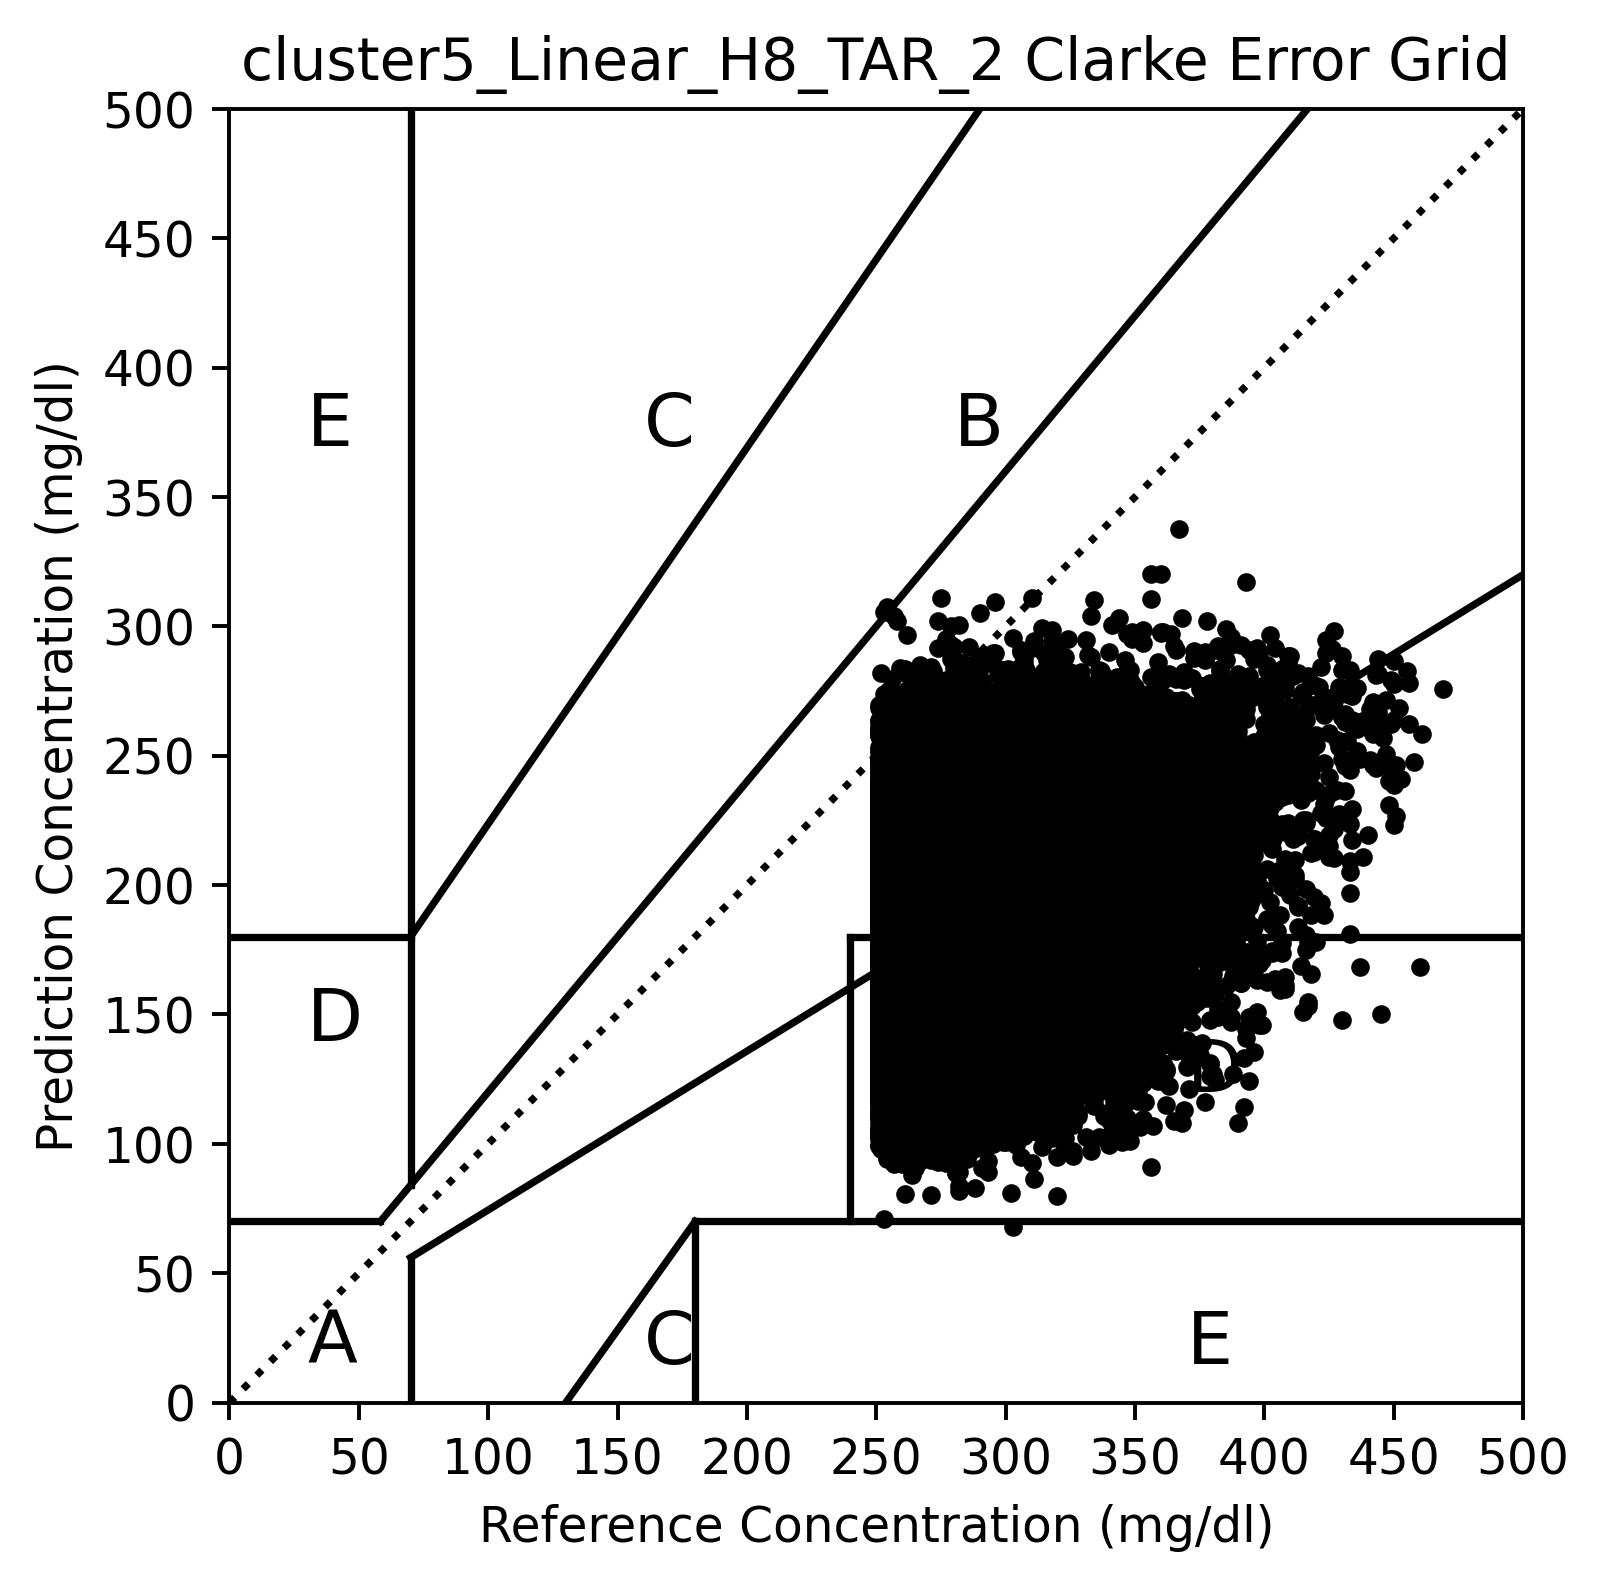 cluster5_Linear_H8_TAR_2 Clarke Error Grid
500
450
400
350
300
250
200
150
100
50
0
Prediction Concentration (mg/dl)
E
C
B
D
D
A
C
E
0 50 100 150 200 250 300 350 400 450 500
Reference Concentration (mg/dl)